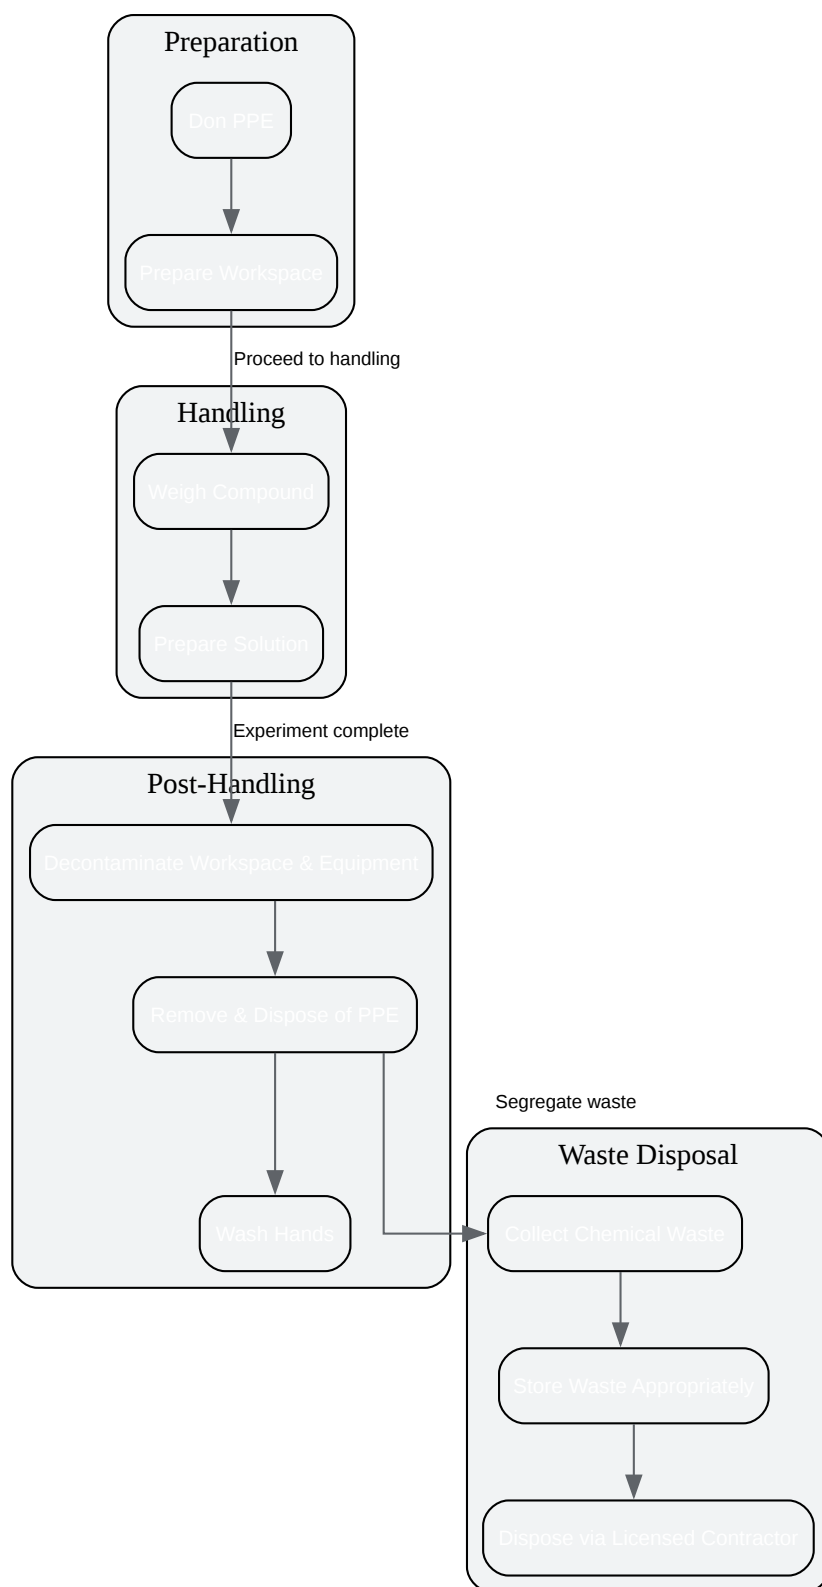 Preparation
Don PPE
Prepare Workspace
Proceed to handling
Handling
Weigh Compound
Prepare Solution
Experiment complete
Post-Handling
Decontaminate Workspace & Equipment
Remove & Dispose of PPE
Segregate waste
Waste Disposal
Wash Hands
Collect Chemical Waste
Store Waste Appropriately
Dispose via Licensed Contractor